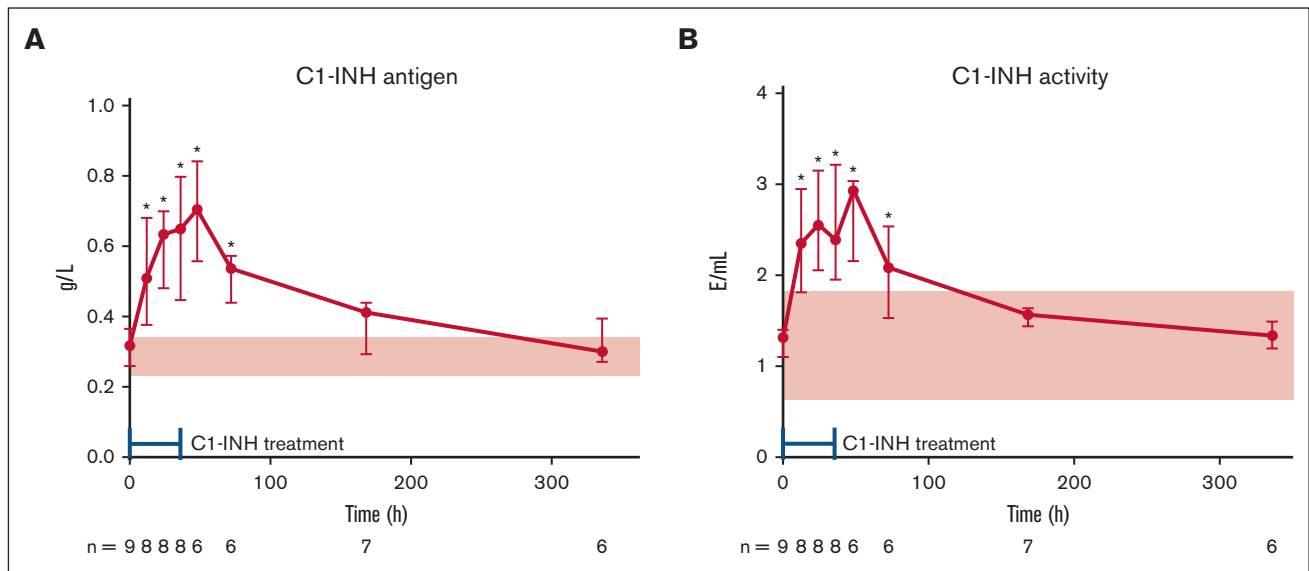 A
C1-INH antigen
1.0
0.8
0.6
0.4
0.2
0.0
g/L
* * * * *
C1-INH treatment
0 100 200 300
Time (h)
n = 9 8 8 8 6 6 7 6
B
C1-INH activity
4
3
2
1
0
E/mL
* * * * *
C1-INH treatment
0 100 200 300
Time (h)
n = 9 8 8 8 6 6 7 6